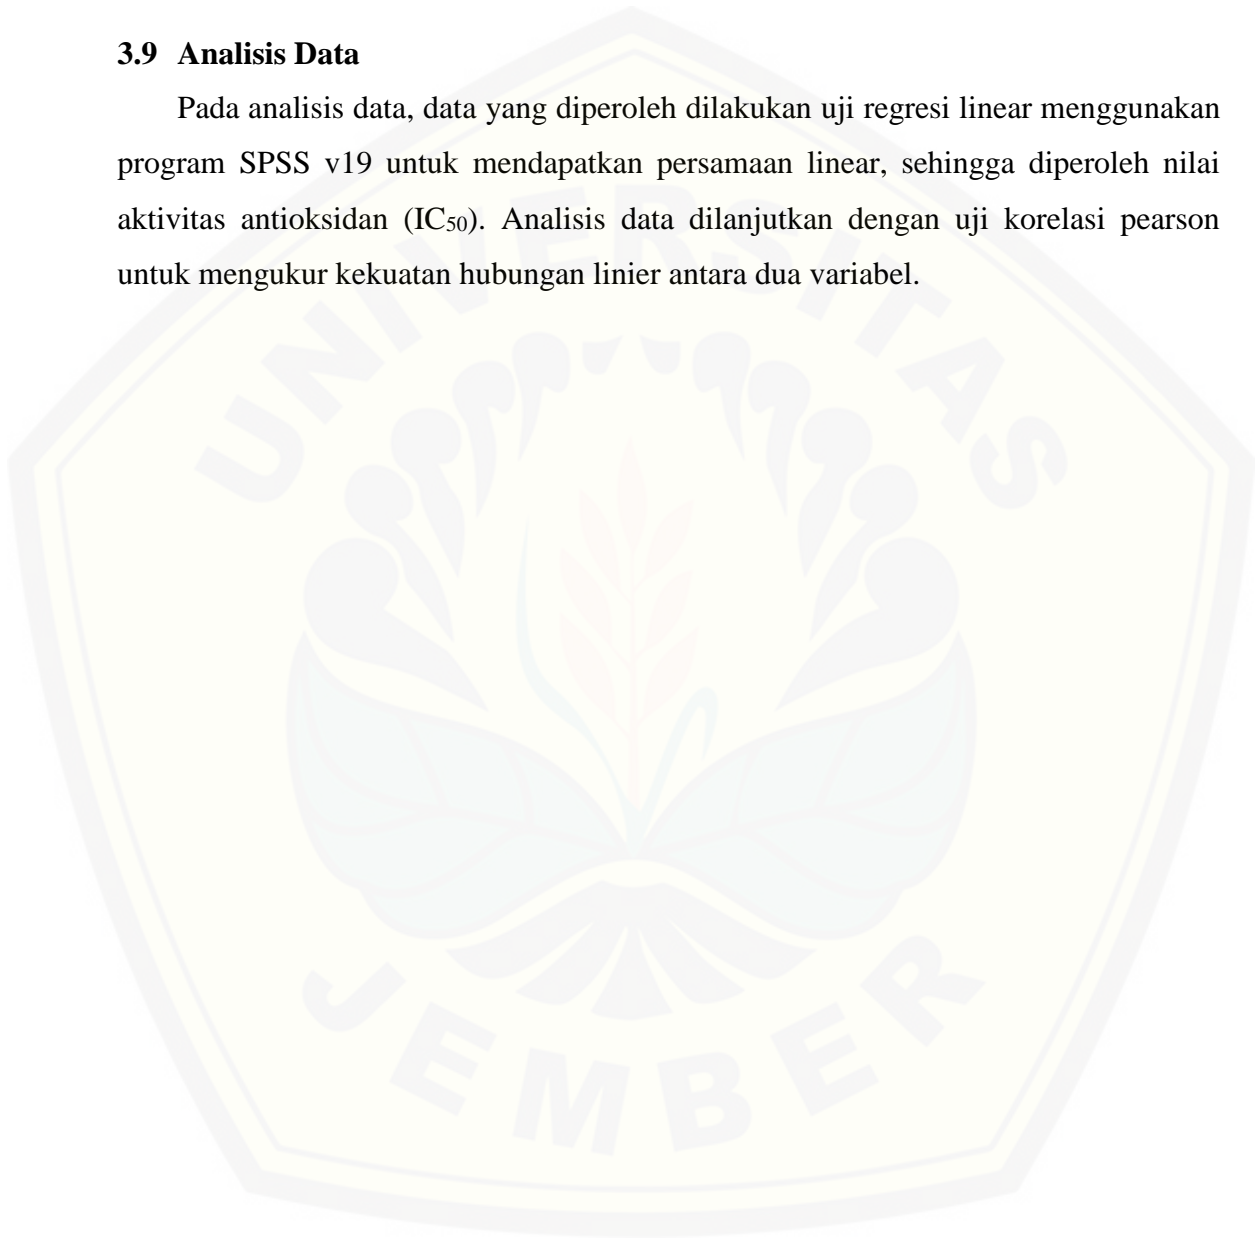 3.9 Analisis Data
Pada analisis data, data yang diperoleh dilakukan uji regresi linear menggunakan
program SPSS v19 untuk mendapatkan persamaan linear, sehingga diperoleh nilai
aktivitas antioksidan (IC₅₀). Analisis data dilanjutkan dengan uji korelasi pearson
untuk mengukur kekuatan hubungan linier antara dua variabel.
UNIVERSITAS
JEMBER